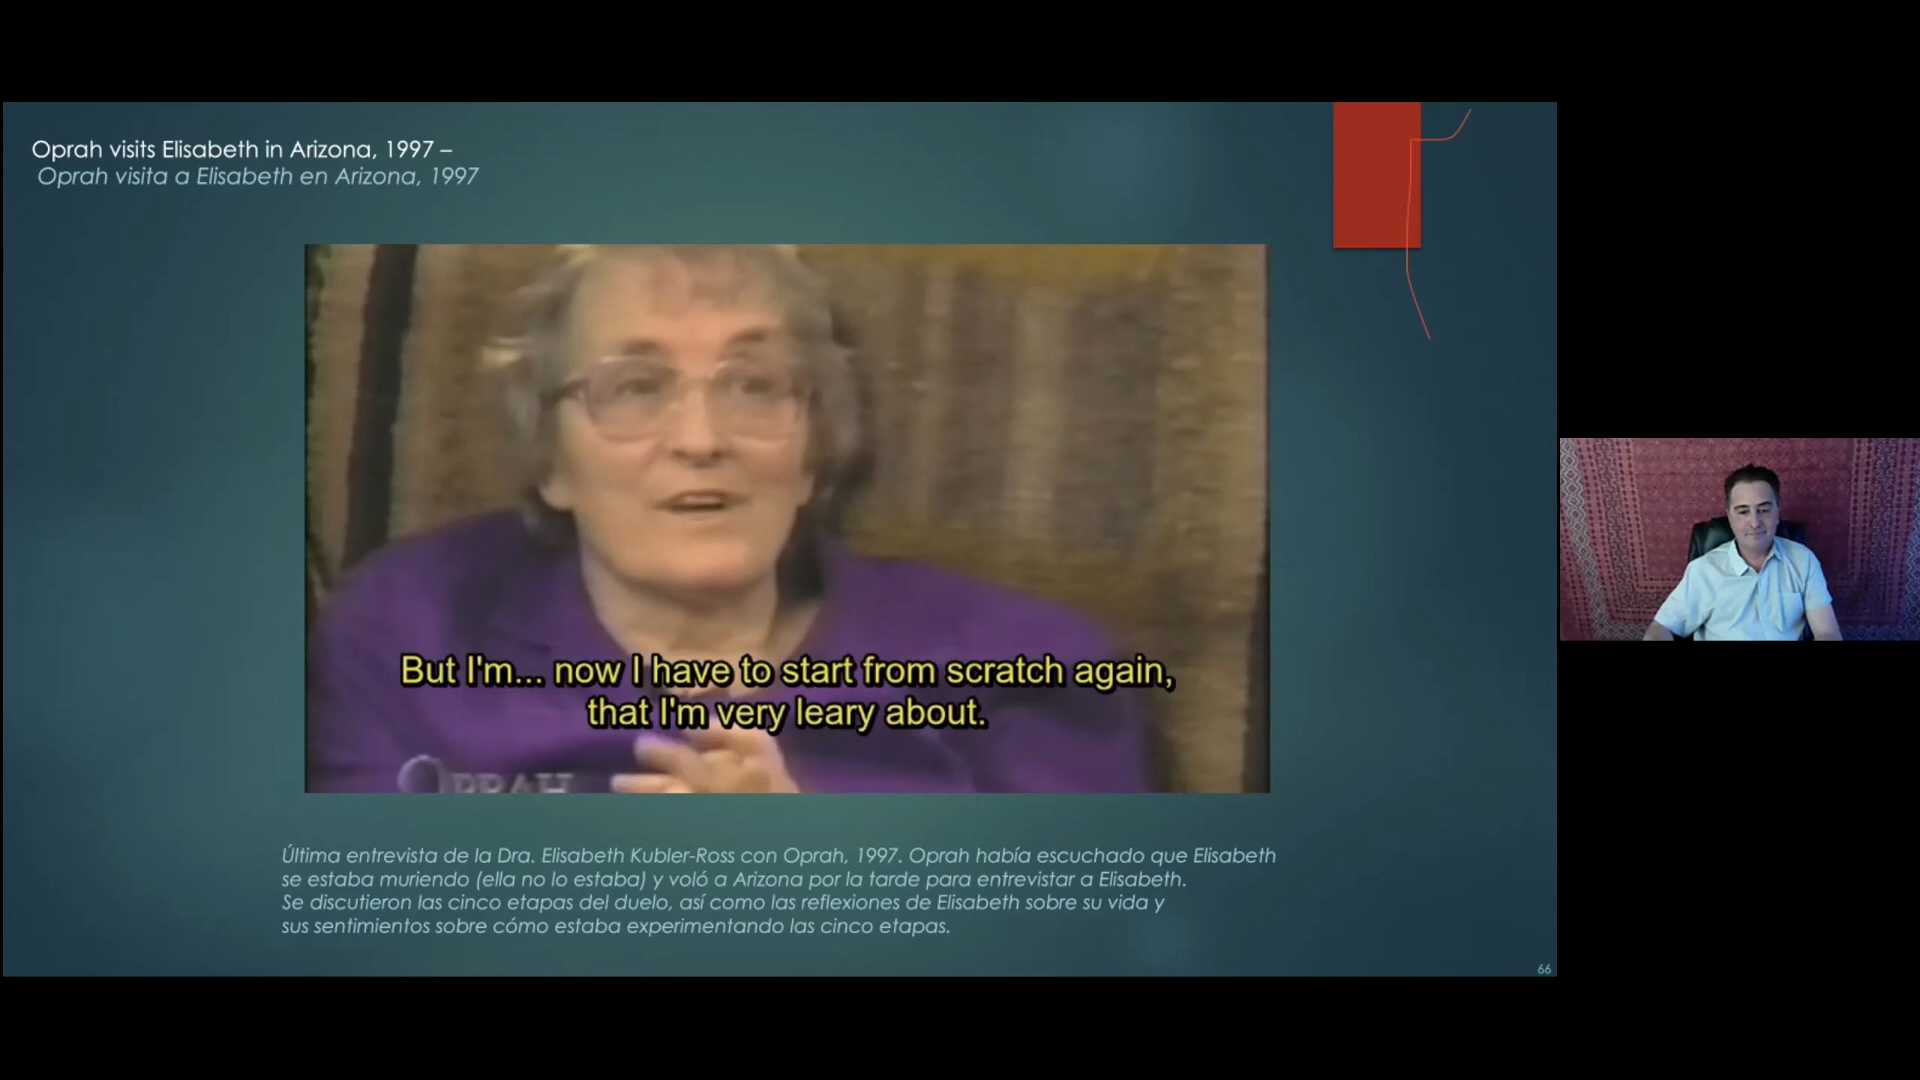 Oprah visits Elisabeth in Arizona, 1997 –
Oprah visita a Elisabeth en Arizona, 1997
But I'm... now I have to start from scratch again,
that I'm very leary about.
OPRAH
Última entrevista de la Dra. Elisabeth Kubler-Ross con Oprah, 1997. Oprah había escuchado que Elisabeth
se estaba muriendo (ella no lo estaba) y voló a Arizona por la tarde para entrevistar a Elisabeth.
Se discutieron las cinco etapas del duelo, así como las reflexiones de Elisabeth sobre su vida y
sus sentimientos sobre cómo estaba experimentando las cinco etapas.
66